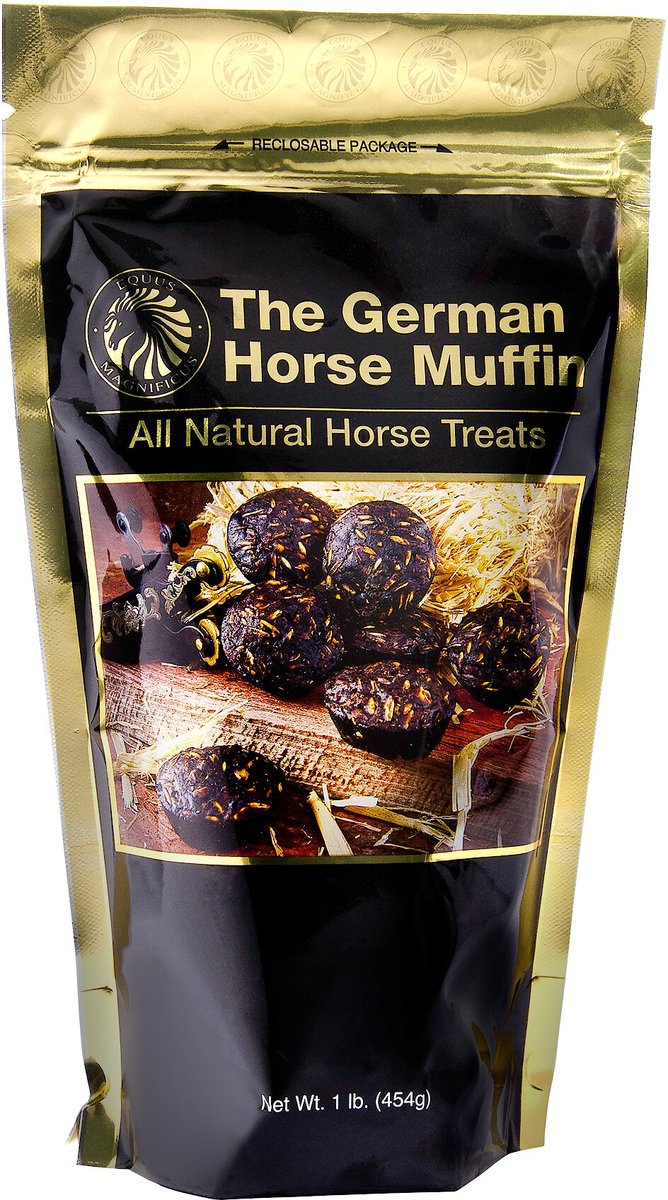 RECLOSABLE PACKAGE
EQUUS
MAGNIFICUS
The German
Horse Muffin
All Natural Horse Treats
Net Wt. 1 lb. (454g)